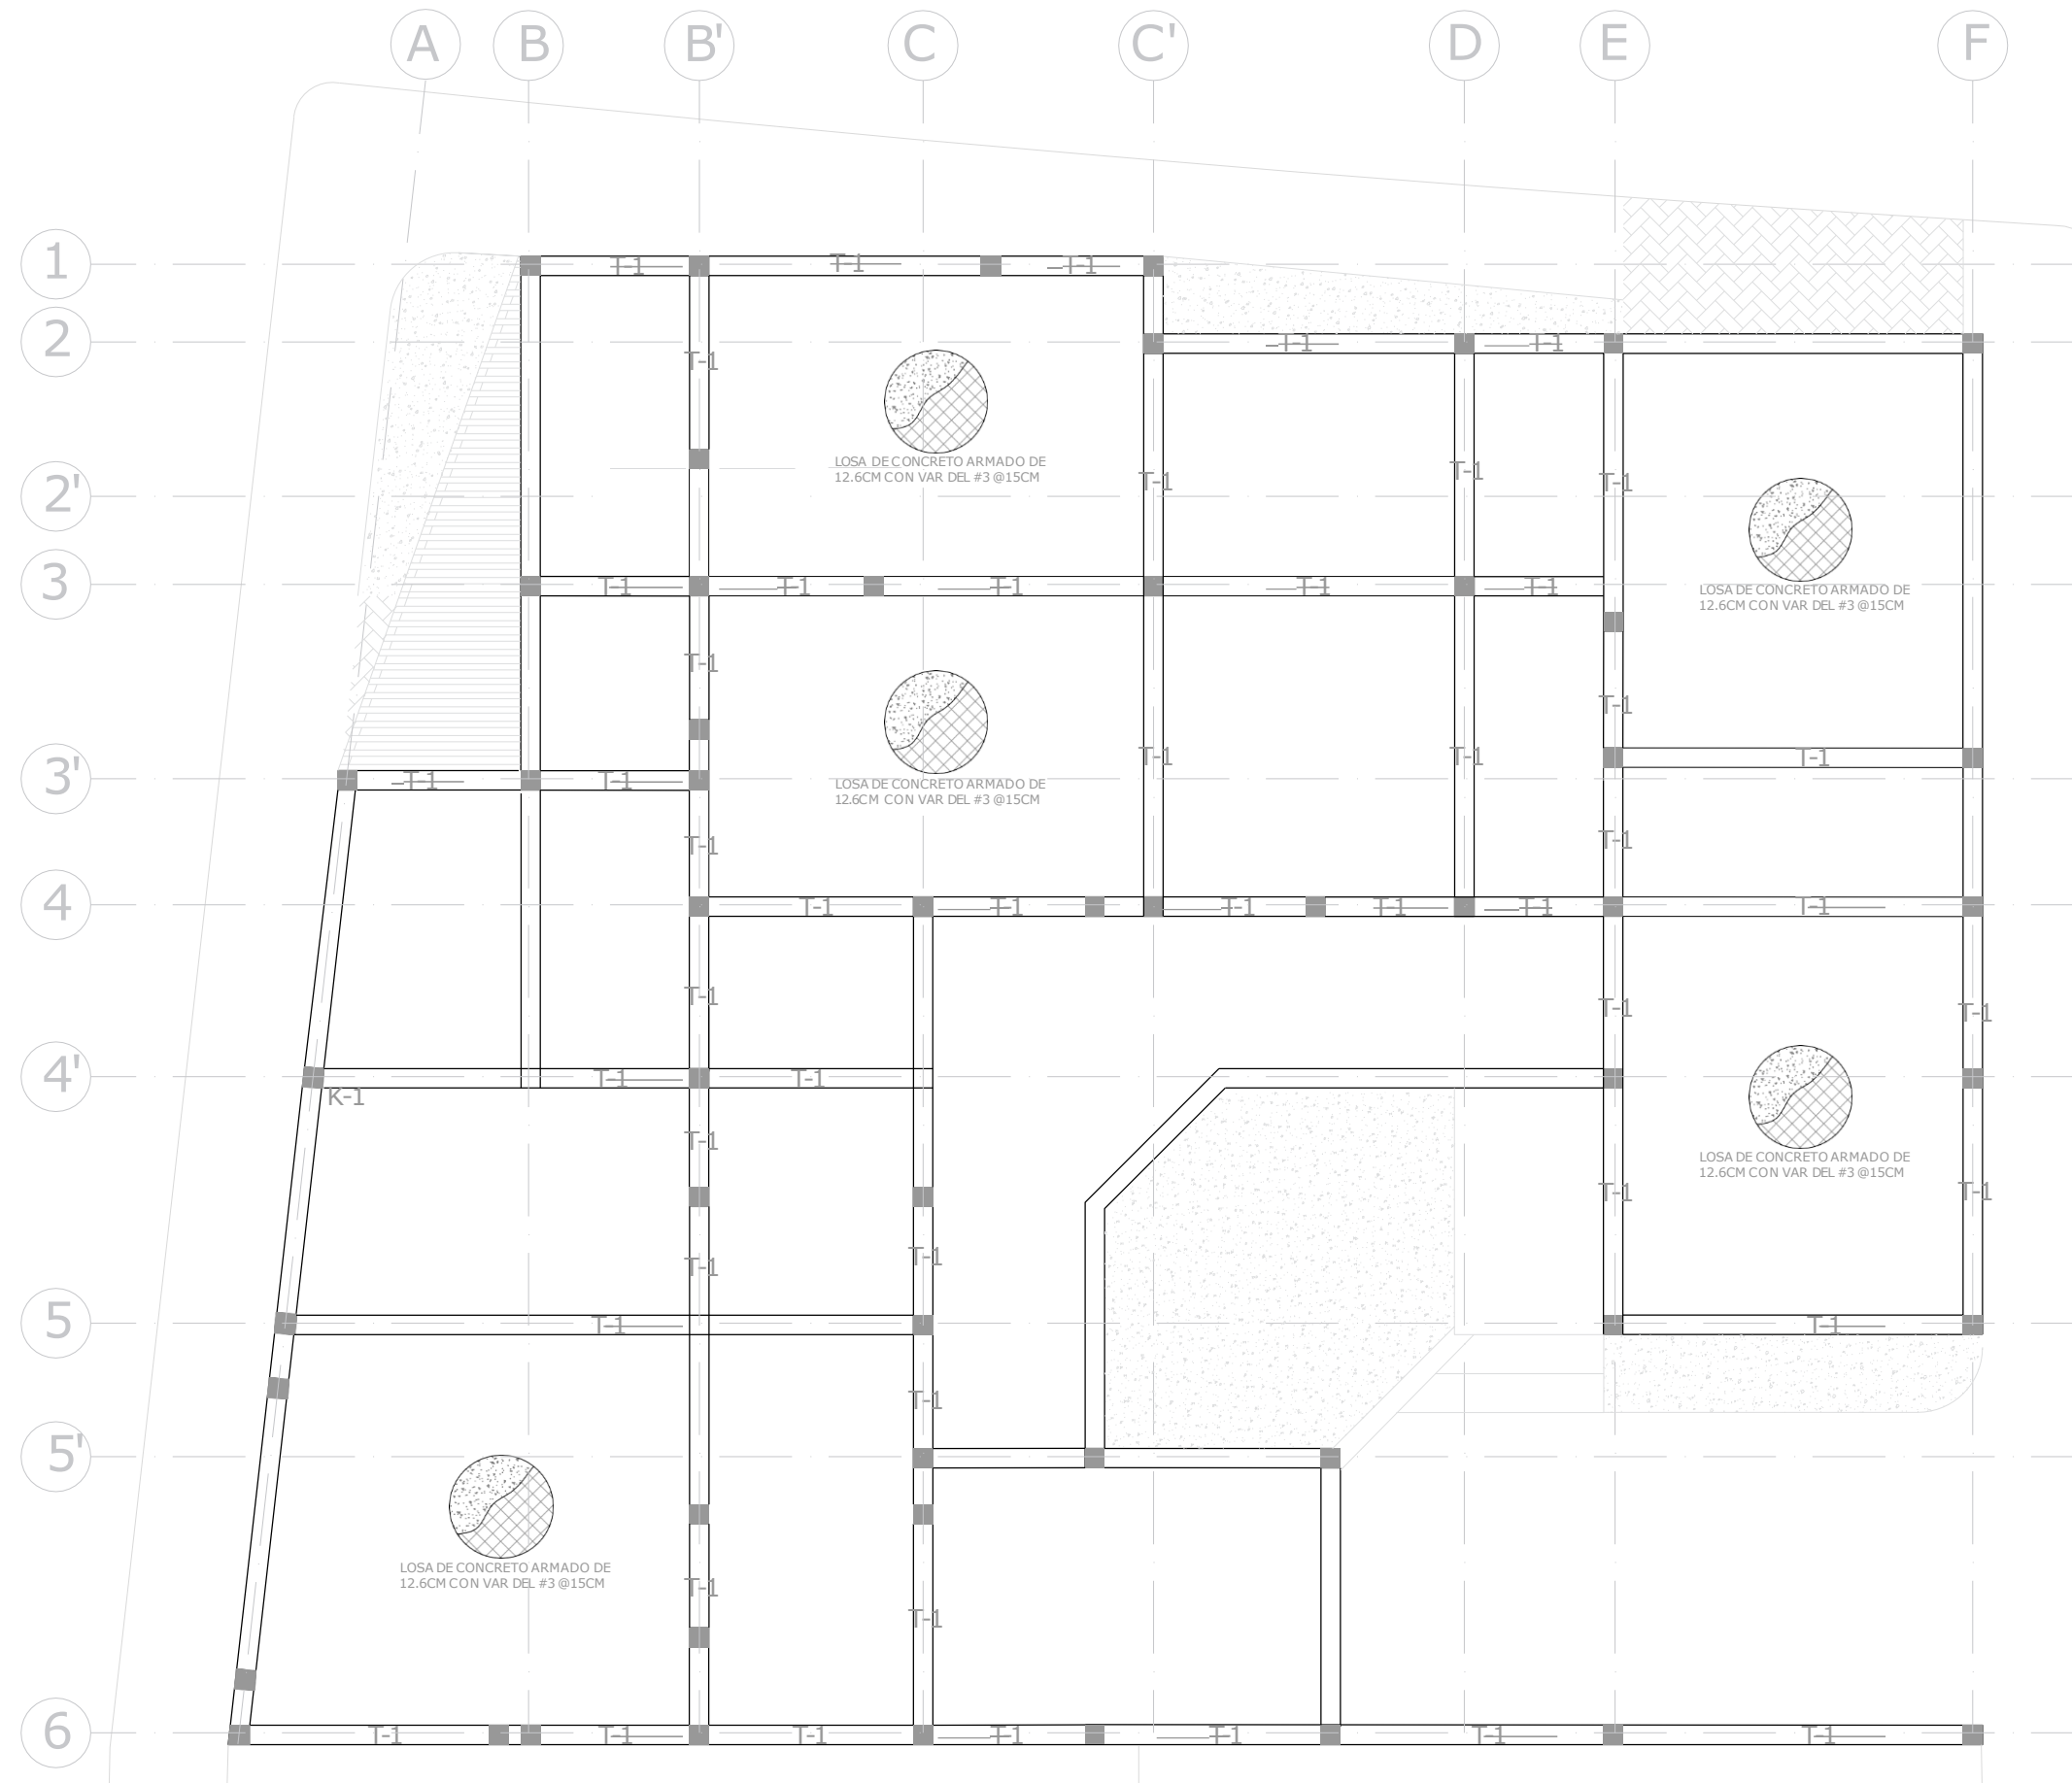 A B B' C C' D E F
1 T-1 T-1 T-1
2 T-1 T-1
T-1
LOSA DE CONCRETO ARMADO DE
12.6CM CON VAR DEL #3 @15CM
T-1 T-1 T-1
2'
3 T-1 T-1 T-1 T-1 T-1
LOSA DE CONCRETO ARMADO DE
12.6CM CON VAR DEL #3 @15CM
T-1 T-1
T-1 T-1 T-1
3' T-1 T-1
LOSA DE CONCRETO ARMADO DE
12.6CM CON VAR DEL #3 @15CM
T-1 T-1
4 T-1 T-1 T-1 T-1 T-1 T-1
T-1 T-1 T-1
4' T-1 T-1
K-1
T-1
LOSA DE CONCRETO ARMADO DE
12.6CM CON VAR DEL #3 @15CM
T-1 T-1
T-1 T-1
5 T-1 T-1
T-1
5'
LOSA DE CONCRETO ARMADO DE
12.6CM CON VAR DEL #3 @15CM
T-1 T-1
6 T-1 T-1 T-1 T-1 T-1 T-1 T-1